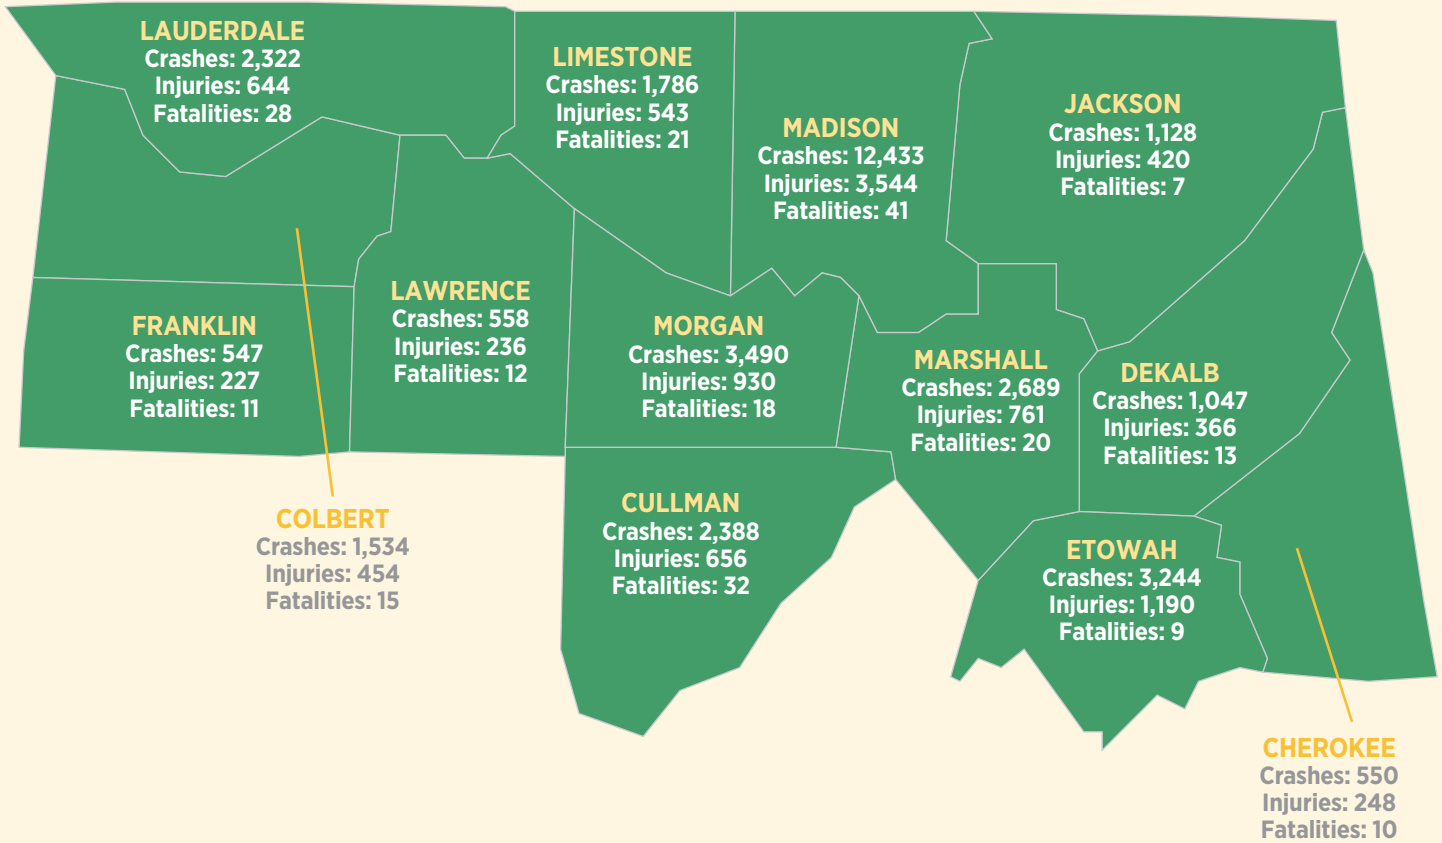 LAUDERDALE
Crashes: 2,322
Injuries: 644
Fatalities: 28
LIMESTONE
Crashes: 1,786
Injuries: 543
Fatalities: 21
MADISON
Crashes: 12,433
Injuries: 3,544
Fatalities: 41
JACKSON
Crashes: 1,128
Injuries: 420
Fatalities: 7
FRANKLIN
Crashes: 547
Injuries: 227
Fatalities: 11
LAWRENCE
Crashes: 558
Injuries: 236
Fatalities: 12
MORGAN
Crashes: 3,490
Injuries: 930
Fatalities: 18
MARSHALL
Crashes: 2,689
Injuries: 761
Fatalities: 20
DEKALB
Crashes: 1,047
Injuries: 366
Fatalities: 13
COLBERT
Crashes: 1,534
Injuries: 454
Fatalities: 15
CULLMAN
Crashes: 2,388
Injuries: 656
Fatalities: 32
ETOWAH
Crashes: 3,244
Injuries: 1,190
Fatalities: 9
CHEROKEE
Crashes: 550
Injuries: 248
Fatalities: 10